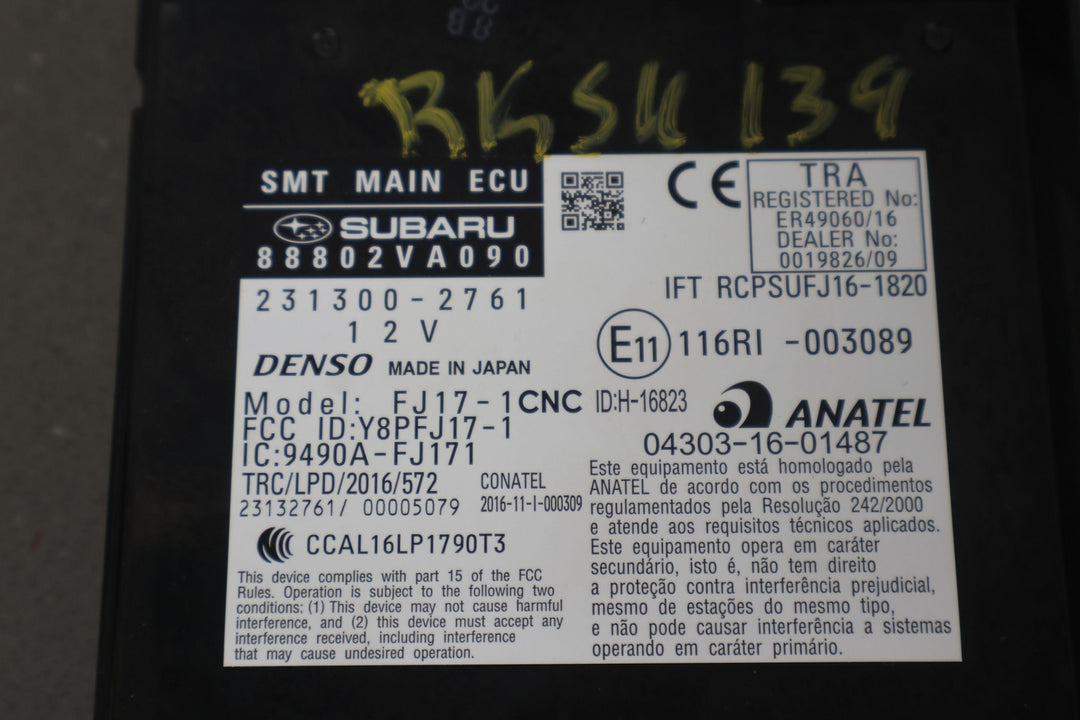 RKSU 139
SMT MAIN ECU
SUBARU
88802VA090
231300-2761
12V
DENSO MADE IN JAPAN
Model: FJ17-1
FCC ID:Y8PFJ17-1
IC:9490A-FJ171
TRC/LPD/2016/572
23132761/ 00005079
CONATEL
2016-11-I-000309
CCAL16LP1790T3
This device complies with part 15 of the FCC
Rules. Operation is subject to the following two
conditions: (1) This device may not cause harmful
interference, and (2) this device must accept any
interference received, including interference
that may cause undesired operation.
CE
TRA
REGISTERED No:
ER49060/16
DEALER No:
0019826/09
IFT RCPSUFJ16-1820
E11 116RI -003089
CNC ID:H-16823
ANATEL
04303-16-01487
Este equipamento está homologado pela
ANATEL de acordo com os procedimentos
regulamentados pela Resolução 242/2000
e atende aos requisitos técnicos aplicados.
Este equipamento opera em caráter
secundário, isto é, não tem direito
a proteção contra interferência prejudicial,
mesmo de estações do mesmo tipo,
e não pode causar interferência a sistemas
operando em caráter primário.